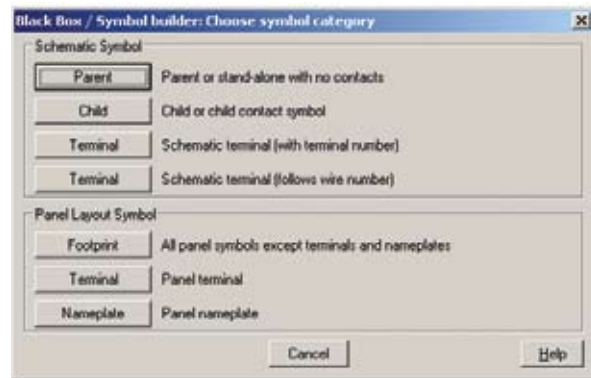 Black Box / Symbol builder: Choose symbol category
Schematic Symbol
Parent Parent or stand-alone with no contacts
Child Child or child contact symbol
Terminal Schematic terminal (with terminal number)
Terminal Schematic terminal (follows wire number)
Panel Layout Symbol
Footprint All panel symbols except terminals and nameplates
Terminal Panel terminal
Nameplate Panel nameplate
Cancel Help